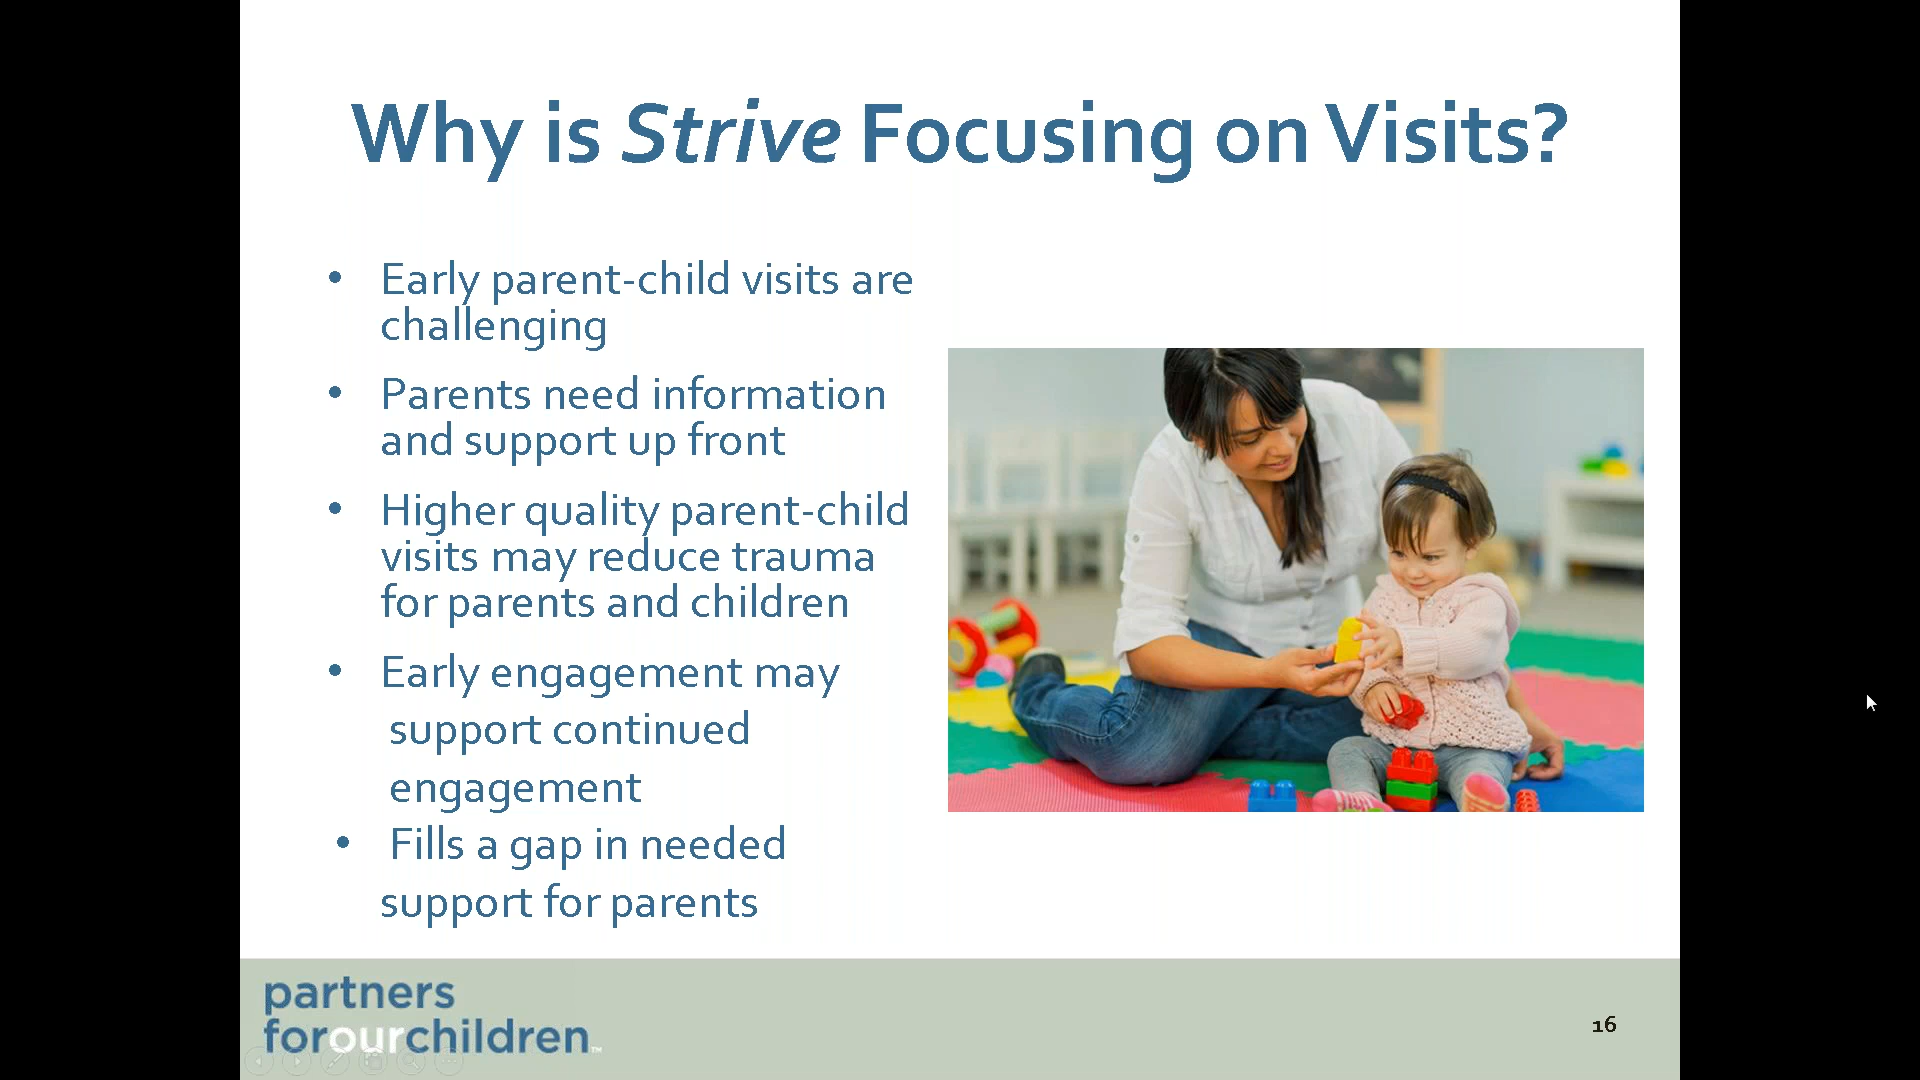 Why is Strive Focusing on Visits?
• Early parent-child visits are
challenging
• Parents need information
and support up front
• Higher quality parent-child
visits may reduce trauma
for parents and children
• Early engagement may
support continued
engagement
• Fills a gap in needed
support for parents
partners
forourchildren™
16